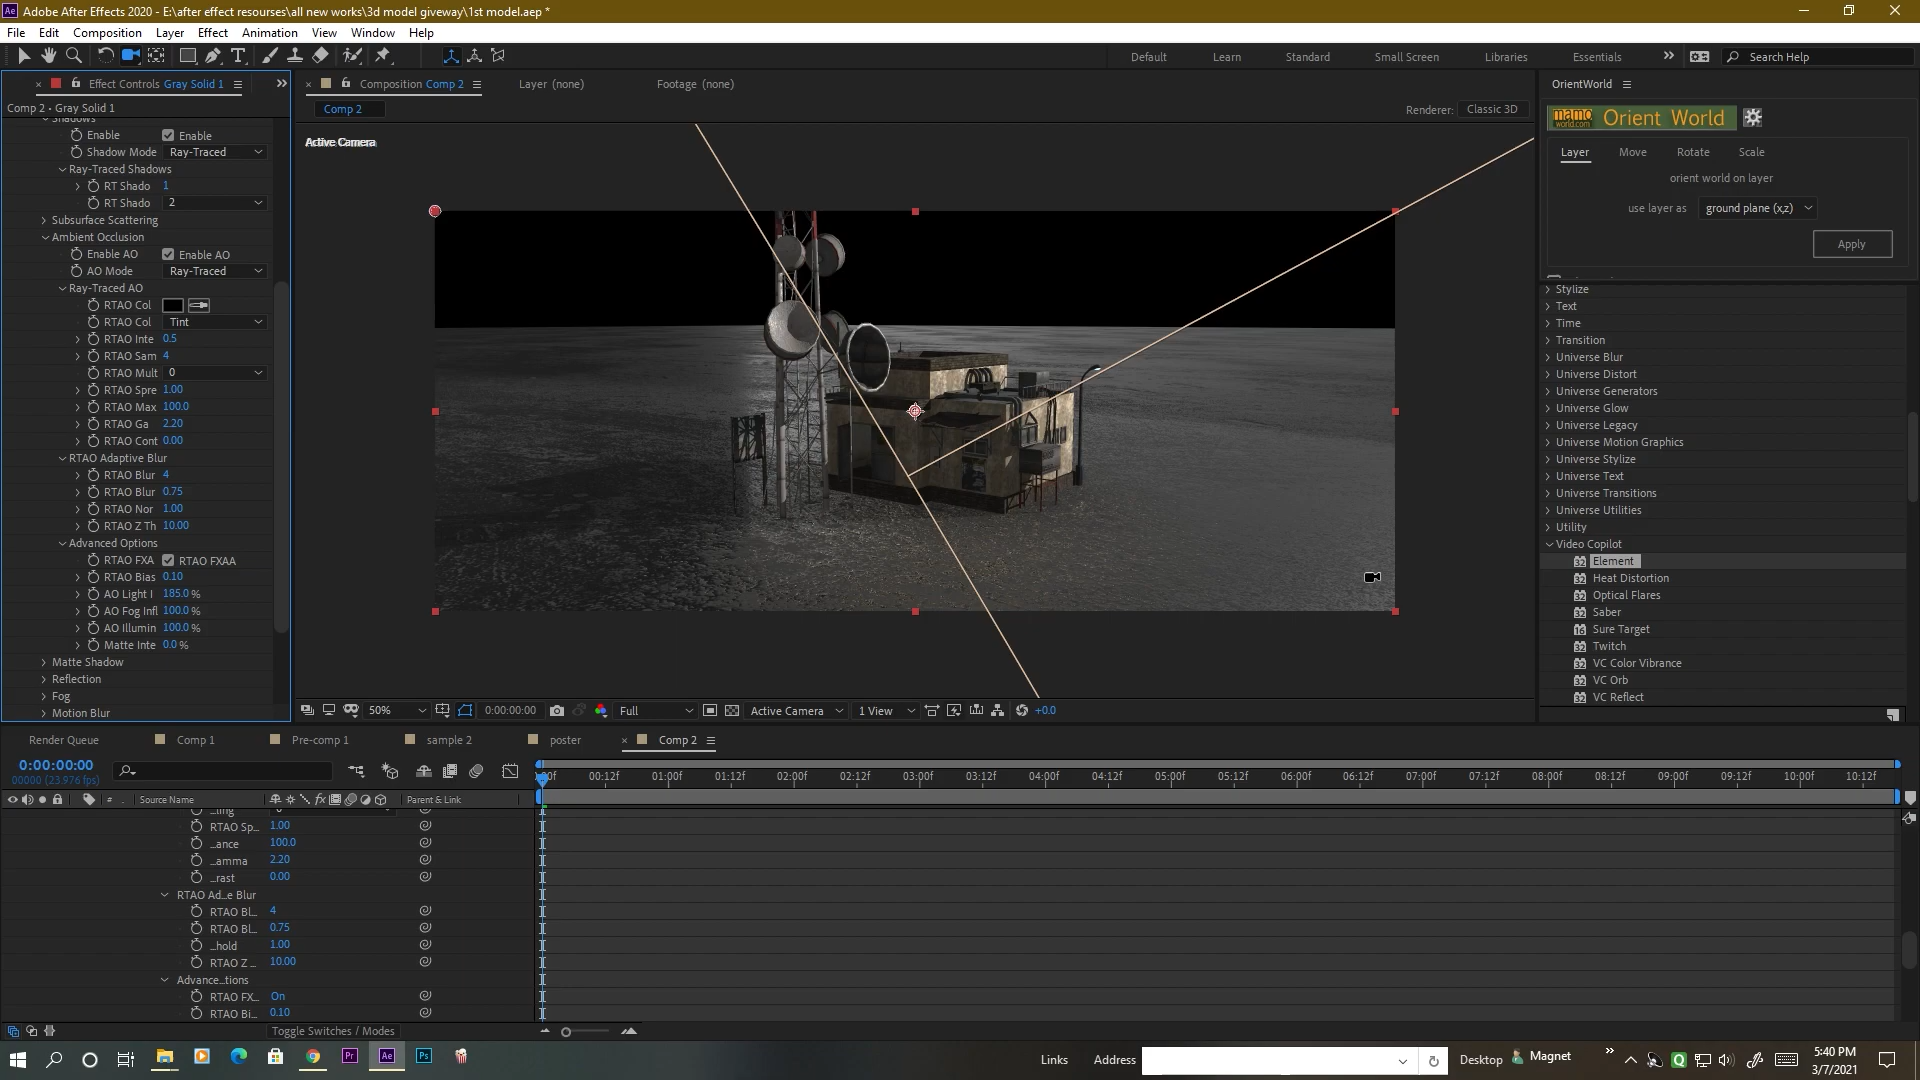 Adobe After Effects 2020 - E:\after effect resourses\all new works\3d model giveway\1st model.aep *
File Edit Composition Layer Effect Animation View Window Help
Default Learn Standard Small Screen Libraries Essentials Search Help
Effect Controls Gray Solid 1
Composition Comp 2
Layer (none)
Footage (none)
Comp 2 • Gray Solid 1
Comp 2
Renderer: Classic 3D
Active Camera
Shadows
Enable Enable
Shadow Mode Ray-Traced
Ray-Traced Shadows
RT Shado 1
RT Shado 2
Subsurface Scattering
Ambient Occlusion
Enable AO Enable AO
AO Mode Ray-Traced
Ray-Traced AO
RTAO Col
RTAO Col Tint
RTAO Inte 0.5
RTAO Sam 4
RTAO Mult 0
RTAO Spre 1.00
RTAO Max 100.0
RTAO Ga 2.20
RTAO Cont 0.00
RTAO Adaptive Blur
RTAO Blur 4
RTAO Blur 0.75
RTAO Nor 1.00
RTAO Z Th 10.00
Advanced Options
RTAO FXA RTAO FXAA
RTAO Bias 0.10
AO Light I 185.0 %
AO Fog Infl 100.0 %
AO Illumin 100.0 %
Matte Inte 0.0 %
Matte Shadow
Reflection
Fog
Motion Blur
50% 0:00:00:00 Full Active Camera 1 View +0.0
OrientWorld
mamo world.com Orient World
Layer Move Rotate Scale
orient world on layer
use layer as ground plane (x,z)
Apply
Stylize
Text
Time
Transition
Universe Blur
Universe Distort
Universe Generators
Universe Glow
Universe Legacy
Universe Motion Graphics
Universe Stylize
Universe Text
Universe Transitions
Universe Utilities
Utility
Video Copilot
32 Element
32 Heat Distortion
32 Optical Flares
32 Saber
16 Sure Target
32 Twitch
32 VC Color Vibrance
32 VC Orb
32 VC Reflect
Render Queue Comp 1 Pre-comp 1 sample 2 poster Comp 2
0:00:00:00
00000 (23.976 fps)
00f 00:12f 01:00f 01:12f 02:00f 02:12f 03:00f 03:12f 04:00f 04:12f 05:00f 05:12f 06:00f 06:12f 07:00f 07:12f 08:00f 08:12f 09:00f 09:12f 10:00f 10:12f
# . Source Name Parent & Link
RTAO Sp... 1.00
...ance 100.0
...amma 2.20
...rast 0.00
RTAO Ad...e Blur
RTAO Bl... 4
RTAO Bl... 0.75
...hold 1.00
RTAO Z ... 10.00
Advance...tions
RTAO FX... On
RTAO Bi... 0.10
Toggle Switches / Modes
Links Address Desktop Magnet
5:40 PM
3/7/2021